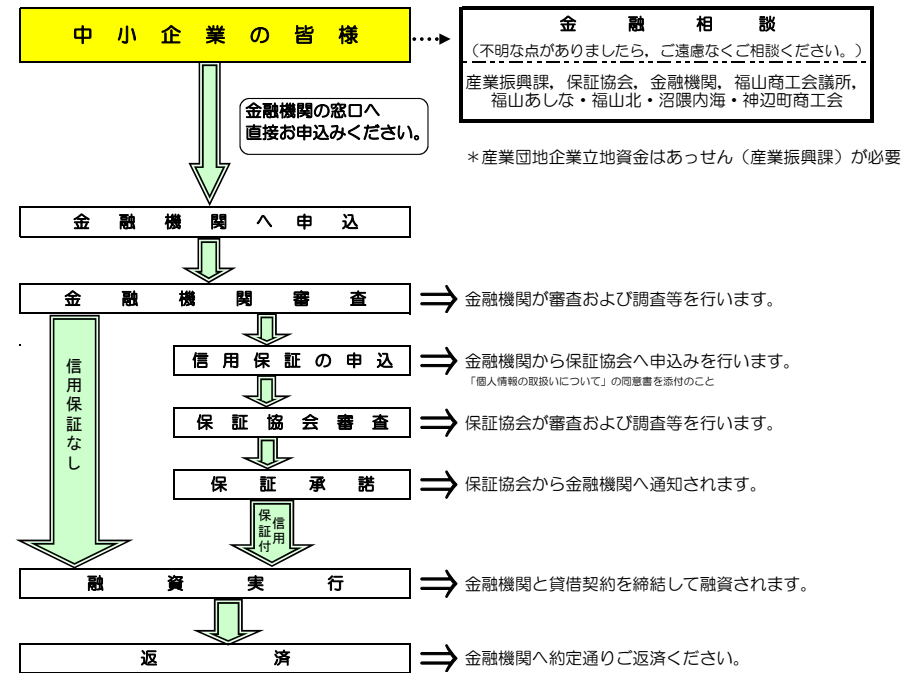 中小企業の皆様
金融相談
（不明な点がありましたら，ご遠慮なくご相談ください。）
産業振興課，保証協会，金融機関，福山商工会議所，
福山あしな・福山北・沼隈内海・神辺町商工会
金融機関の窓口へ
直接お申込みください。
＊産業団地企業立地資金はあっせん（産業振興課）が必要
金融機関へ申込
金融機関審査
金融機関が審査および調査等を行います。
信用保証なし
信用保証の申込
金融機関から保証協会へ申込みを行います。
「個人情報の取扱いについて」の同意書を添付のこと
保証協会審査
保証協会が審査および調査等を行います。
保証承諾
保証協会から金融機関へ通知されます。
信用
保証付
融資実行
金融機関と貸借契約を締結して融資されます。
返済
金融機関へ約定通りご返済ください。